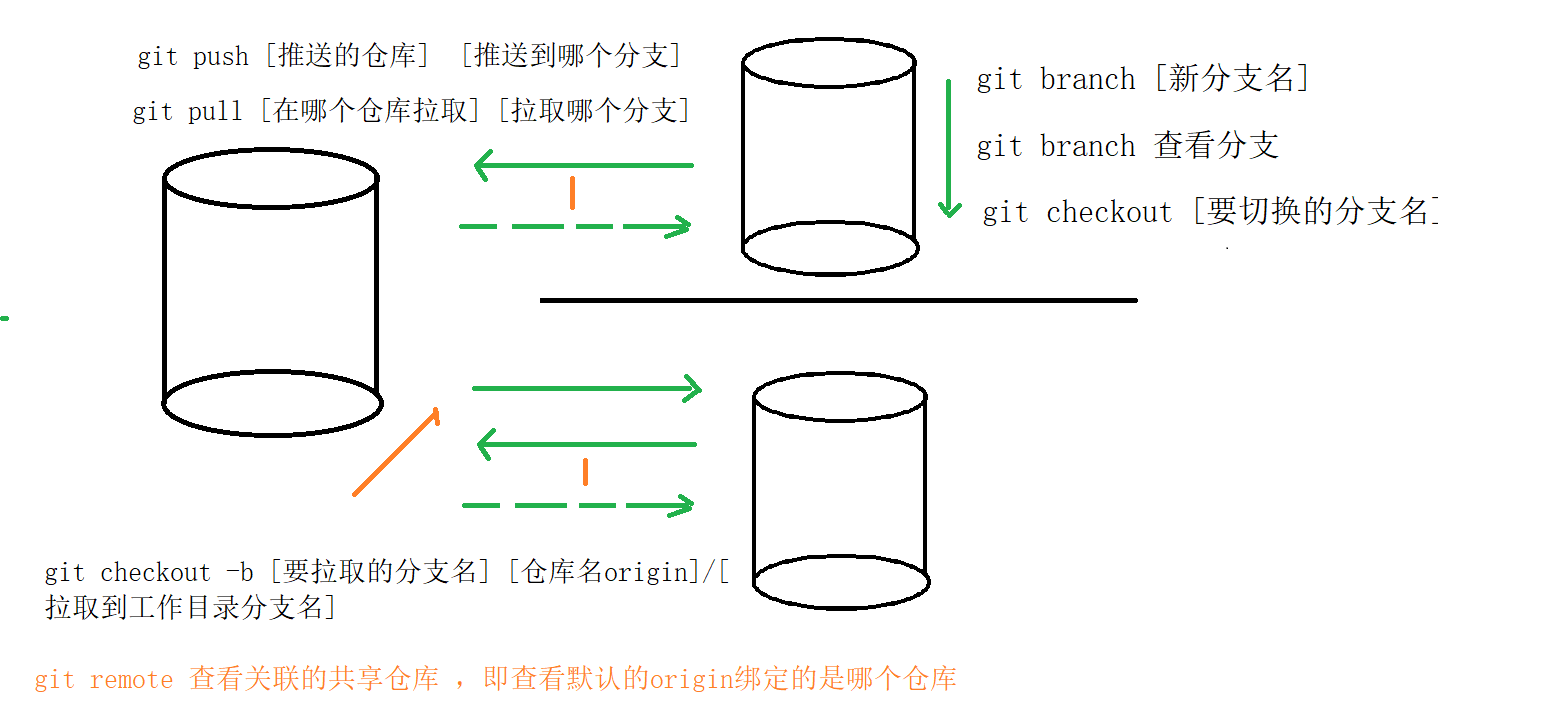 git push [推送的仓库] [推送到哪个分支]
git pull [在哪个仓库拉取] [拉取哪个分支]
git branch [新分支名]
git branch 查看分支
git checkout [要切换的分支名]
git checkout -b [要拉取的分支名] [仓库名origin]/[
拉取到工作目录分支名]
git remote 查看关联的共享仓库 ，即查看默认的origin绑定的是哪个仓库